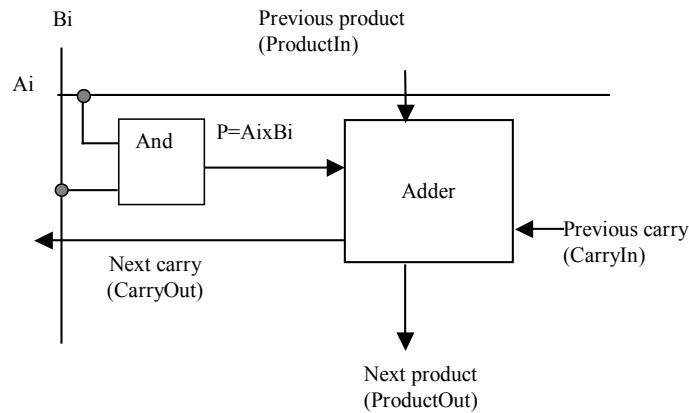 Bi
Previous product
(ProductIn)
Ai
And
P=AixBi
Adder
Previous carry
(CarryIn)
Next carry
(CarryOut)
Next product
(ProductOut)